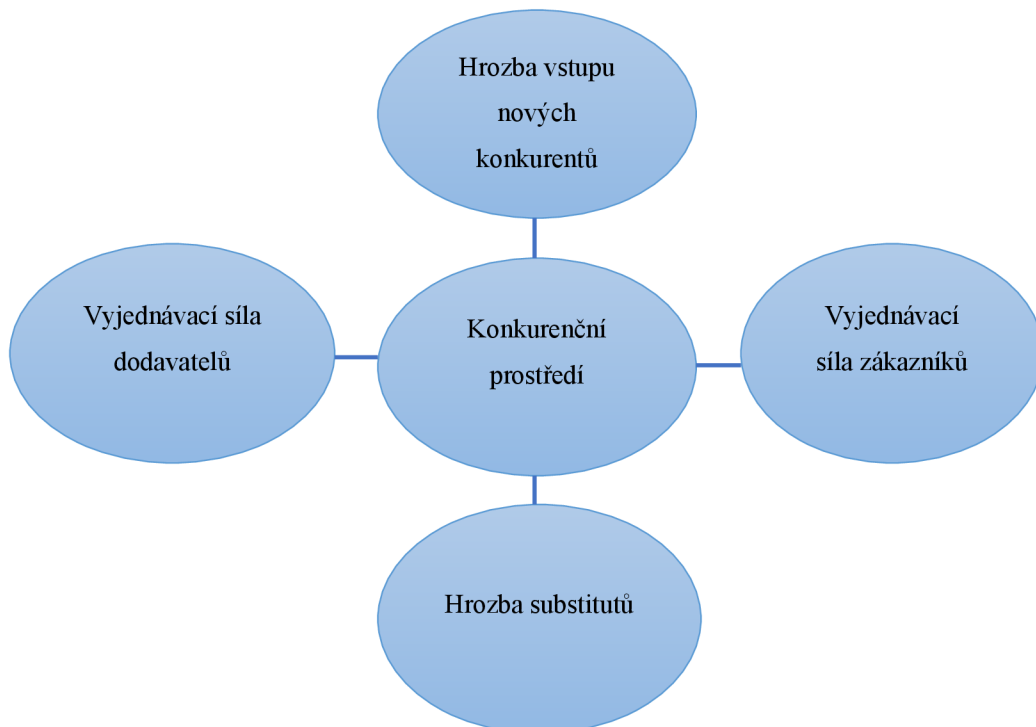 Hrozba vstupu
nových
konkurentů
Vyjednávací síla
dodavatelů
Konkurenční
prostředí
Vyjednávací
síla zákazníků
Hrozba substitutů